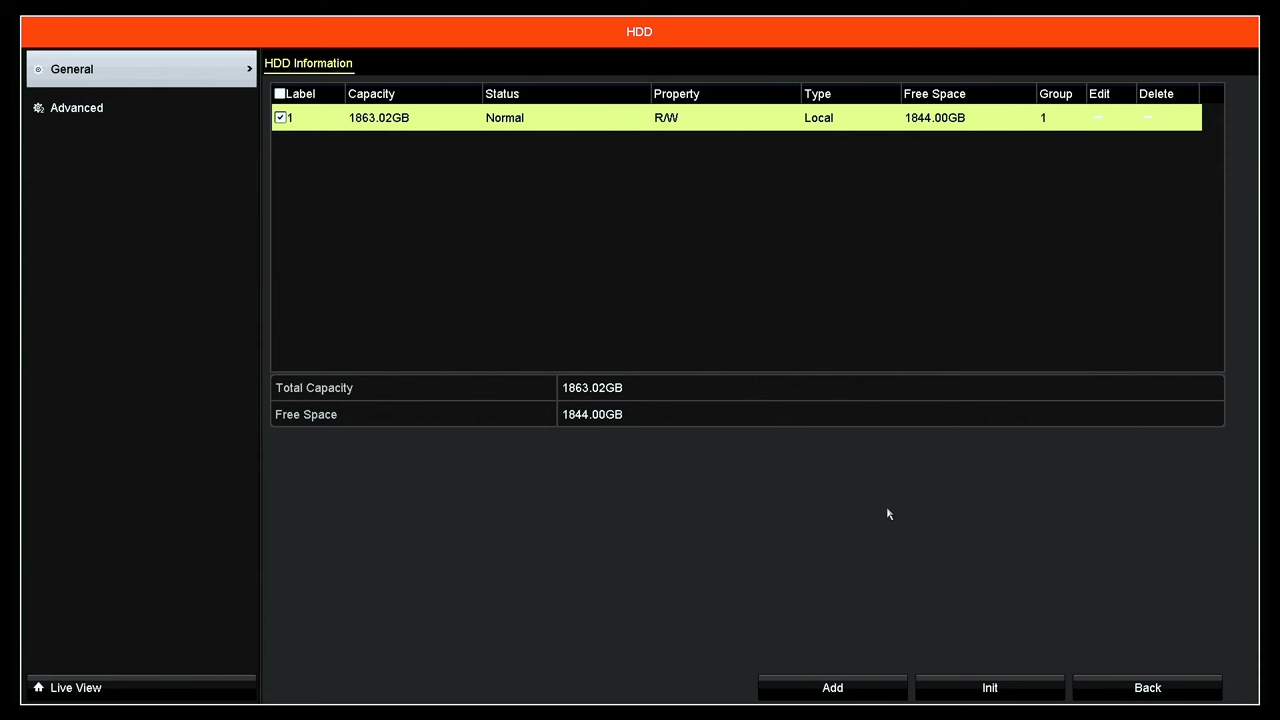 HDD
General
Advanced
Live View
HDD Information
Label Capacity Status Property Type Free Space Group Edit Delete
1 1863.02GB Normal R/W Local 1844.00GB 1
Total Capacity 1863.02GB
Free Space 1844.00GB
Add Init Back